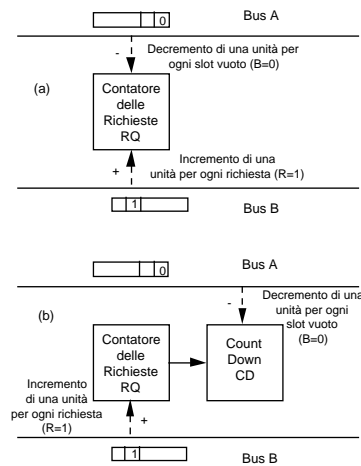 0
Bus A
-
Decremento di una unità per
ogni slot vuoto (B=0)
(a)
Contatore
delle
Richieste
RQ
+
Incremento di una
unità per ogni richiesta (R=1)
1
Bus B
0
Bus A
-
Decremento di una
unità per ogni
slot vuoto
(B=0)
(b)
Contatore
delle
Richieste
RQ
Count
Down
CD
Incremento
di una unità
per ogni richiesta
(R=1)
+
1
Bus B